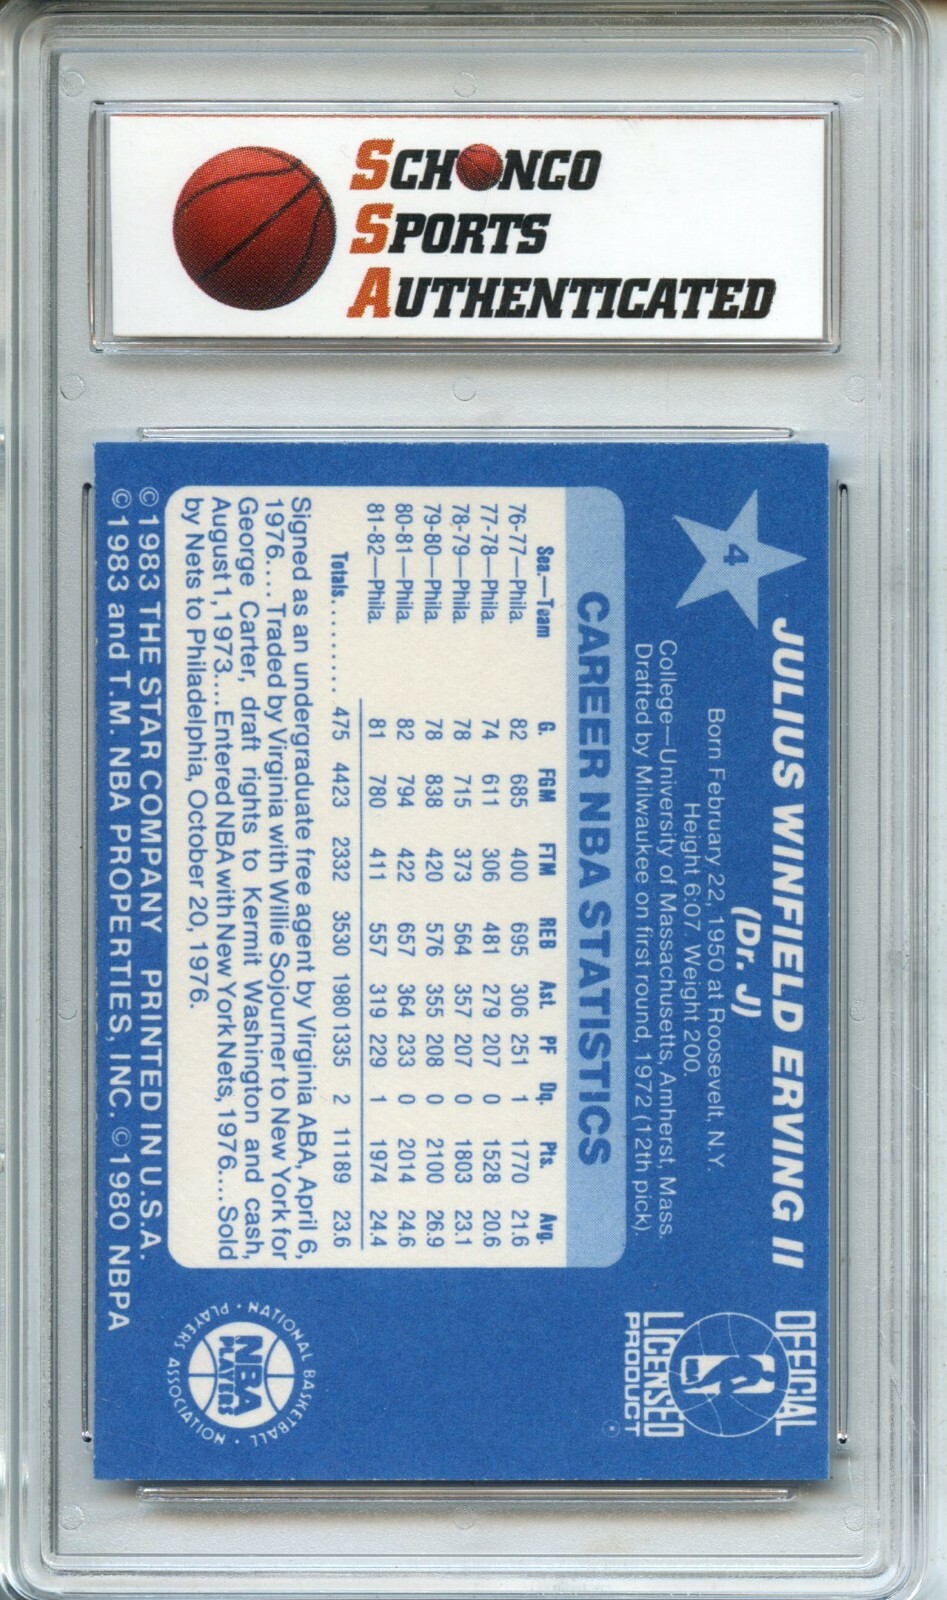 SCHONCO
SPORTS
AUTHENTICATED
4
JULIUS WINFIELD ERVING II
(Dr. J)
Born February 22, 1950 at Roosevelt, N.Y.
Height 6:07. Weight 200.
College—University of Massachusetts, Amherst, Mass.
Drafted by Milwaukee on first round, 1972 (12th pick).
OFFICIAL
LICENSED
PRODUCT
®
CAREER NBA STATISTICS
Sea.—Team G. FGM FTM REB Ast. PF Dq. Pts. Avg.
76-77—Phila. 82 685 400 695 306 251 1 1770 21.6
77-78—Phila. 74 611 306 481 279 207 0 1528 20.6
78-79—Phila. 78 715 373 564 357 207 0 1803 23.1
79-80—Phila. 78 838 420 576 355 208 0 2100 26.9
80-81—Phila. 82 794 422 657 364 233 0 2014 24.6
81-82—Phila. 81 780 411 557 319 229 1 1974 24.4
Totals........ 475 4423 2332 3530 1980 1335 2 11189 23.6
Signed as an undergraduate free agent by Virginia ABA, April 6,
1976.... Traded by Virginia with Willie Sojourner to New York for
George Carter, draft rights to Kermit Washington and cash,
August 1, 1973....Entered NBA with New York Nets, 1976....Sold
by Nets to Philadelphia, October 20, 1976.
NATIONAL BASKETBALL • PLAYERS ASSOCIATION •
NBA
PLAYERS
©1983 THE STAR COMPANY PRINTED IN U.S.A.
©1983 and T.M. NBA PROPERTIES, INC. ©1980 NBPA